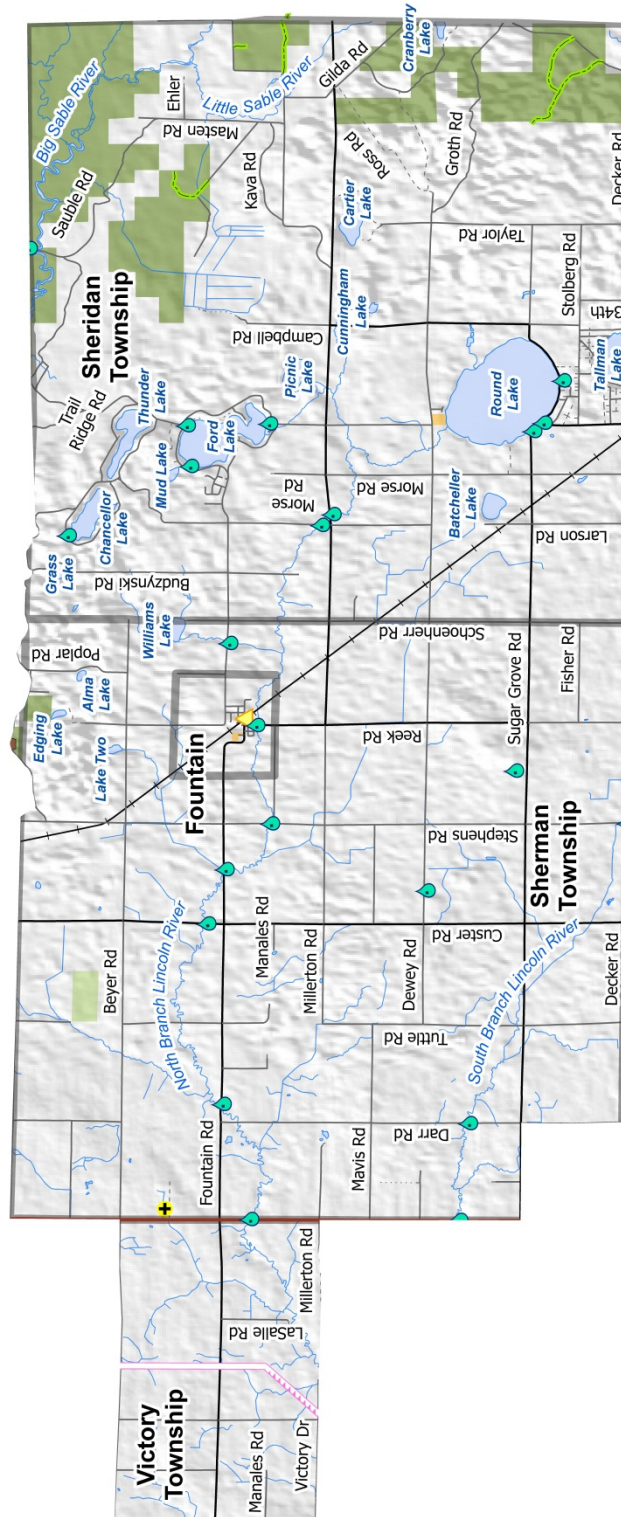 Big Sable River
Sauble Rd
Ehler
Masten Rd
Little Sable River
Gilda Rd
Cranberry
Lake
Kava Rd
Ross Rd
Groth Rd
Decker Rd
Cartier
Lake
Taylor Rd
Stolberg Rd
34th
Sheridan
Township
Campbell Rd
Cunningham
Lake
Trail
Ridge Rd
Thunder
Lake
Picnic
Lake
Round
Lake
Tallman
Lake
Mud Lake
Ford
Lake
Morse
Rd
Morse Rd
Batcheller
Lake
Larson Rd
Grass
Lake
Chancellor
Lake
Budzynski Rd
Williams
Lake
Schoenherr Rd
Fisher Rd
Poplar Rd
Alma
Lake
Edging
Lake
Lake Two
Reek Rd
Sugar Grove Rd
Fountain
Stephens Rd
Sherman
Township
Custer Rd
North Branch Lincoln River
Manales Rd
Millerton Rd
Dewey Rd
South Branch Lincoln River
Decker Rd
Beyer Rd
Tuttle Rd
Fountain Rd
Mavis Rd
Darr Rd
Millerton Rd
LaSalle Rd
Victory
Township
Manales Rd
Victory Dr